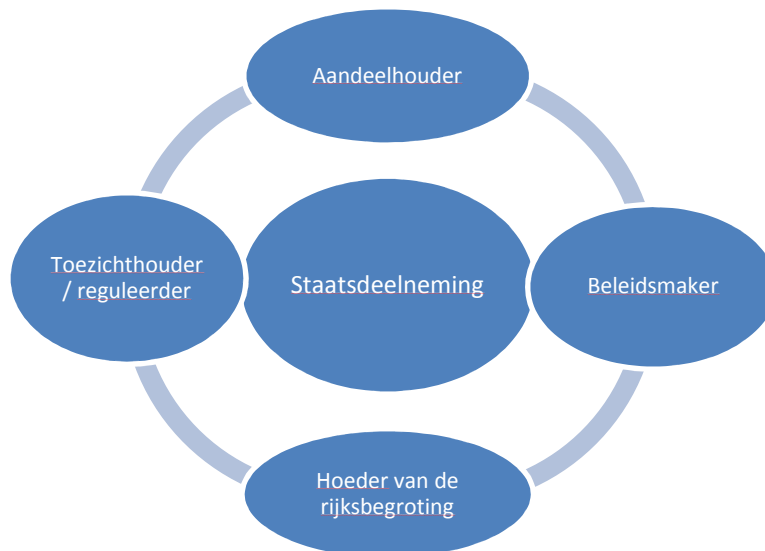 Aandeelhouder
Toezichthouder
/ reguleerder
Staatsdeelneming
Beleidsmaker
Hoeder van de
rijksbegroting